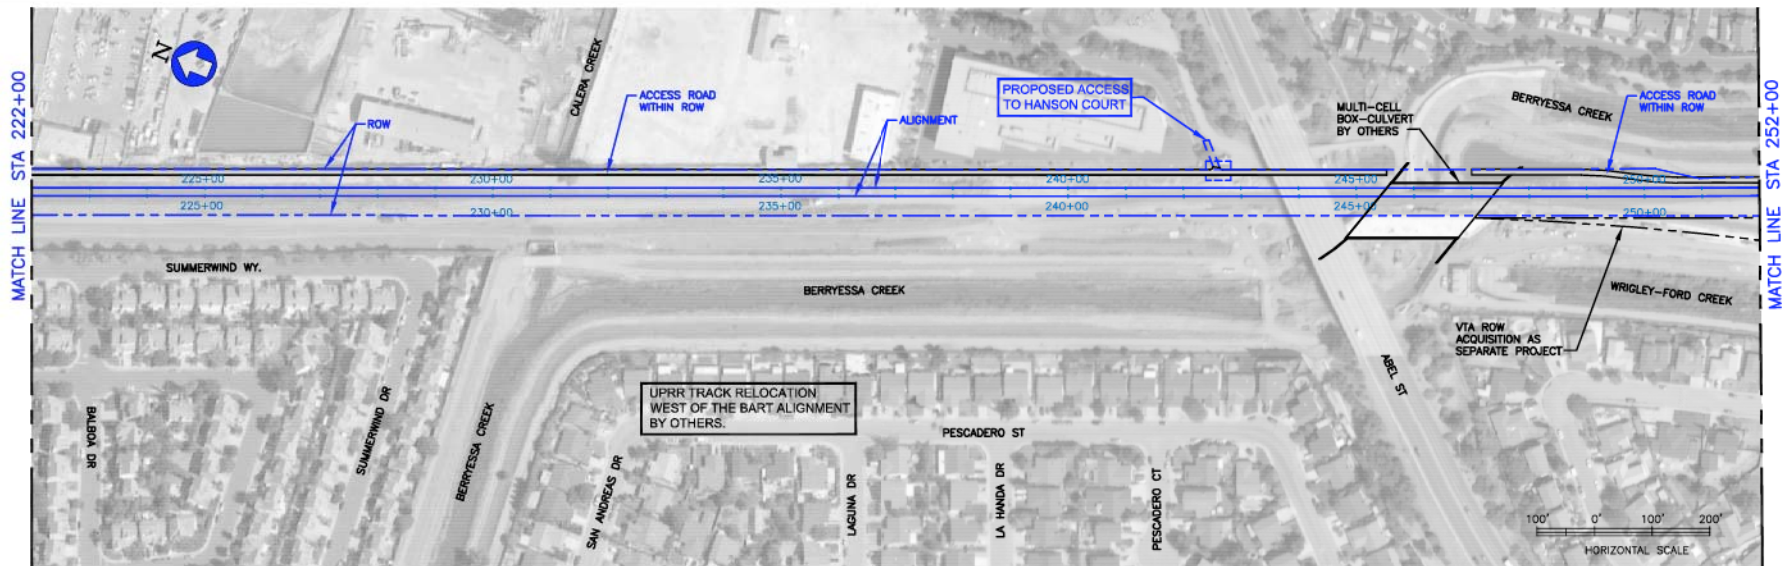 MATCH LINE STA 222+00
N
ROW
CALERA CREEK
ACCESS ROAD
WITHIN ROW
ALIGNMENT
PROPOSED ACCESS
TO HANSON COURT
MULTI-CELL
BOX-CULVERT
BY OTHERS
BERRYESSA CREEK
ACCESS ROAD
WITHIN ROW
MATCH LINE STA 252+00
225+00
230+00
235+00
240+00
245+00
250+00
225+00
230+00
235+00
240+00
245+00
250+00
SUMMERWIND WY.
BERRYESSA CREEK
WRIGLEY-FORD CREEK
VTA ROW
ACQUISITION AS
SEPARATE PROJECT
ABEL ST
UPRR TRACK RELOCATION
WEST OF THE BART ALIGNMENT
BY OTHERS.
BALBOA DR
SUMMERWIND DR
BERRYESSA CREEK
SAN ANDREAS DR
PESCADERO ST
LAGUNA DR
LA HANDA DR
PESCADERO CT
100' 0' 100' 200'
HORIZONTAL SCALE